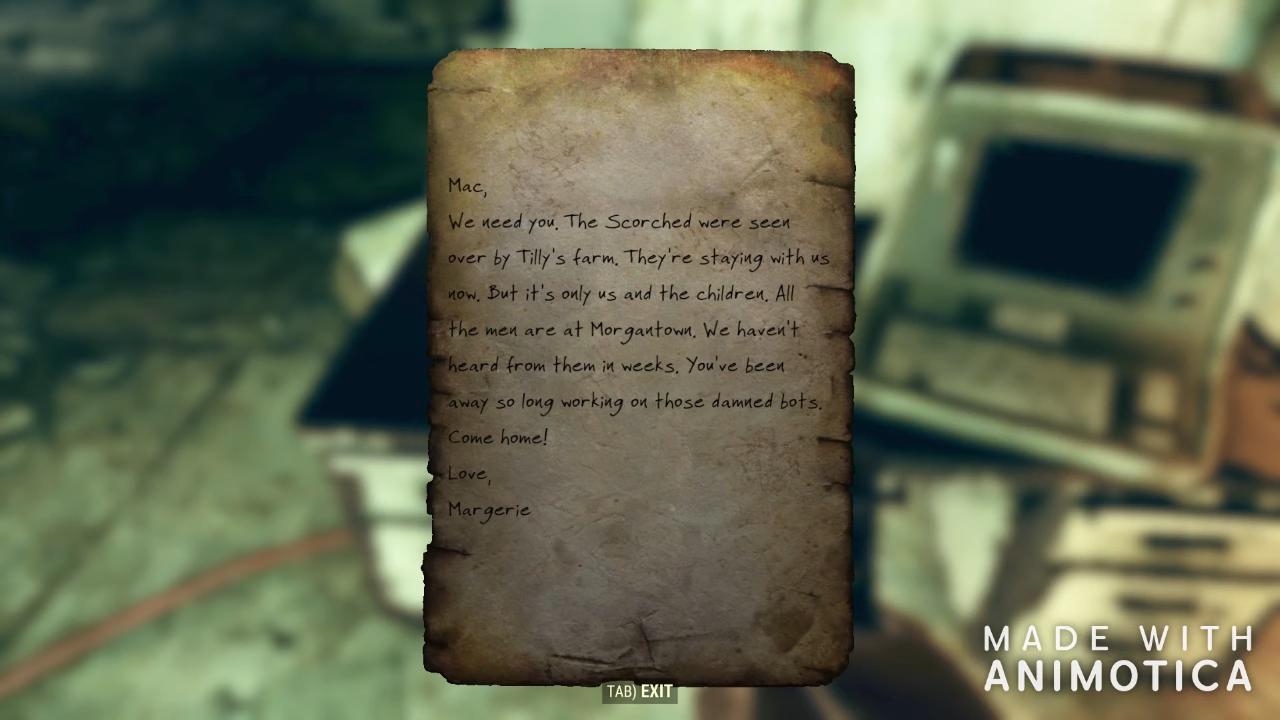 Mac,
We need you. The Scorched were seen
over by Tilly's farm. They're staying with us
now. But it's only us and the children. All
the men are at Morgantown. We haven't
heard from them in weeks. You've been
away so long working on those damned bots.
Come home!
Love,
Margerie
TAB) EXIT
MADE WITH
ANIMOTICA